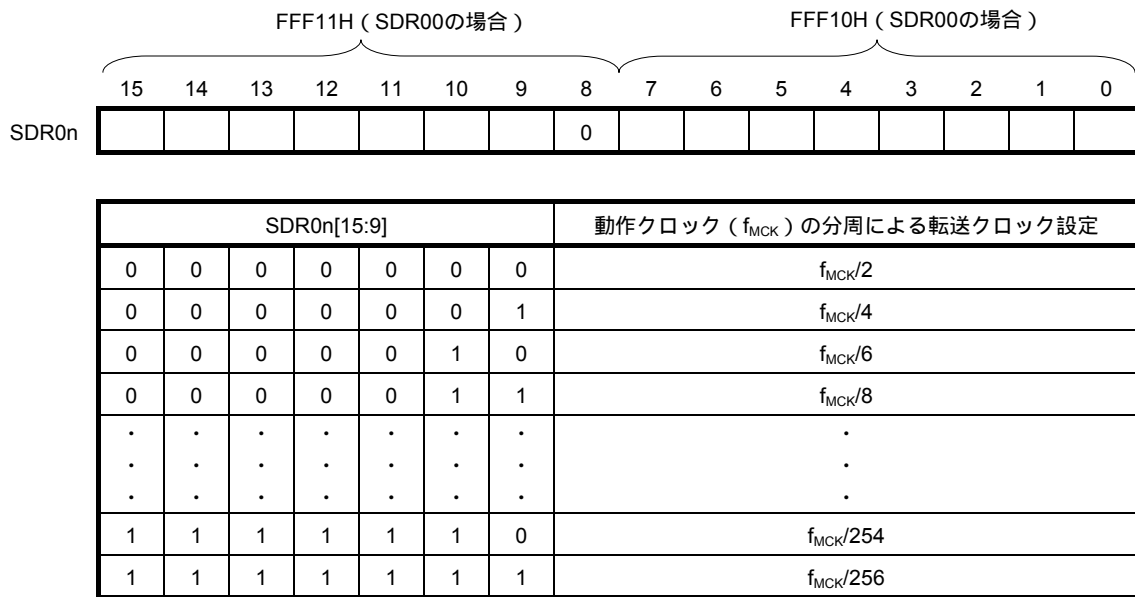 FFF11H（SDR00の場合） FFF10H（SDR00の場合）
15 14 13 12 11 10 9 8 7 6 5 4 3 2 1 0
SDR0n 0
SDR0n[15:9] 動作クロック（fMCK）の分周による転送クロック設定
0 0 0 0 0 0 0 fMCK/2
0 0 0 0 0 0 1 fMCK/4
0 0 0 0 0 1 0 fMCK/6
0 0 0 0 0 1 1 fMCK/8
・ ・ ・ ・ ・ ・ ・ ・
・ ・ ・ ・ ・ ・ ・ ・
・ ・ ・ ・ ・ ・ ・ ・
1 1 1 1 1 1 0 fMCK/254
1 1 1 1 1 1 1 fMCK/256